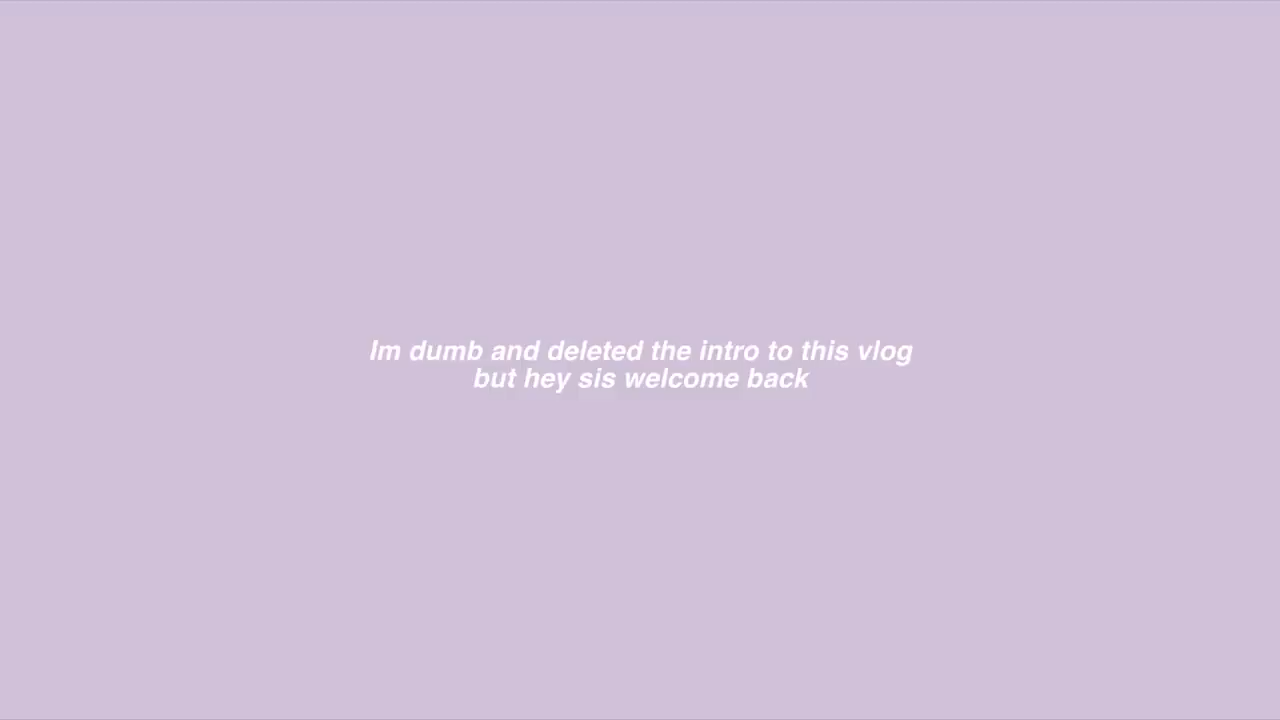 Im dumb and deleted the intro to this vlog
but hey sis welcome back